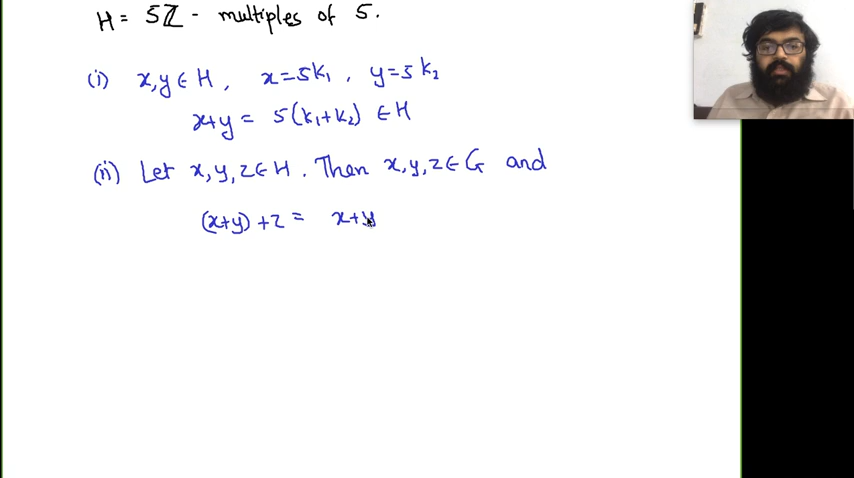 H = 5ℤ - multiples of 5.
(i) x,y ∈ H, x=5k₁, y=5k₂
x+y = 5(k₁+k₂) ∈ H
(ii) Let x,y,z ∈ H. Then x,y,z ∈ G and
(x+y)+z = x+y